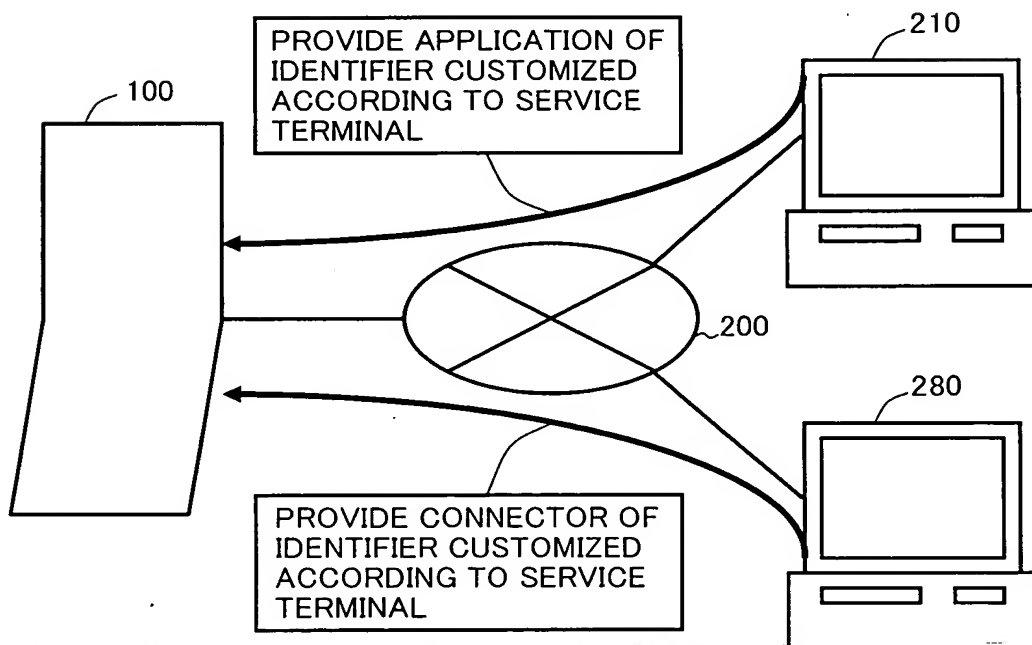 PROVIDE APPLICATION OF
IDENTIFIER CUSTOMIZED
ACCORDING TO SERVICE
TERMINAL
210
100
200
280
PROVIDE CONNECTOR OF
IDENTIFIER CUSTOMIZED
ACCORDING TO SERVICE
TERMINAL